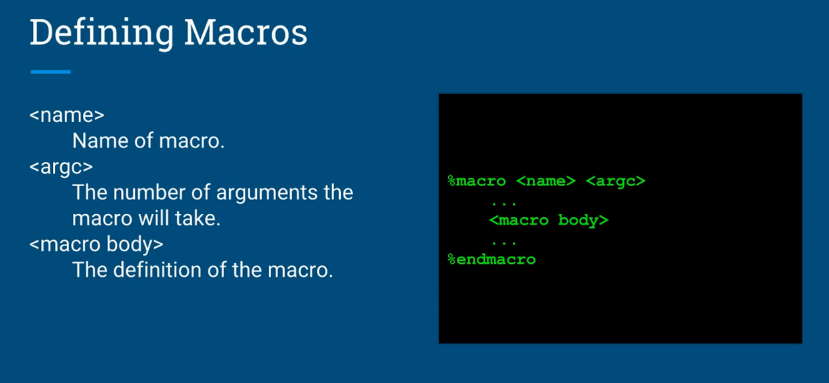 Defining Macros
<name>
Name of macro.
<argc>
The number of arguments the
macro will take.
<macro body>
The definition of the macro.
%macro <name> <argc>
...
<macro body>
...
%endmacro